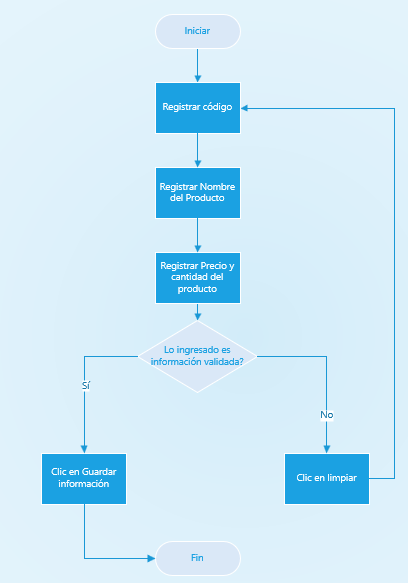 Iniciar
Registrar código
Registrar Nombre
del Producto
Registrar Precio y
cantidad del
producto
Lo ingresado es
información validada?
Sí
No
Clic en Guardar
información
Clic en limpiar
Fin